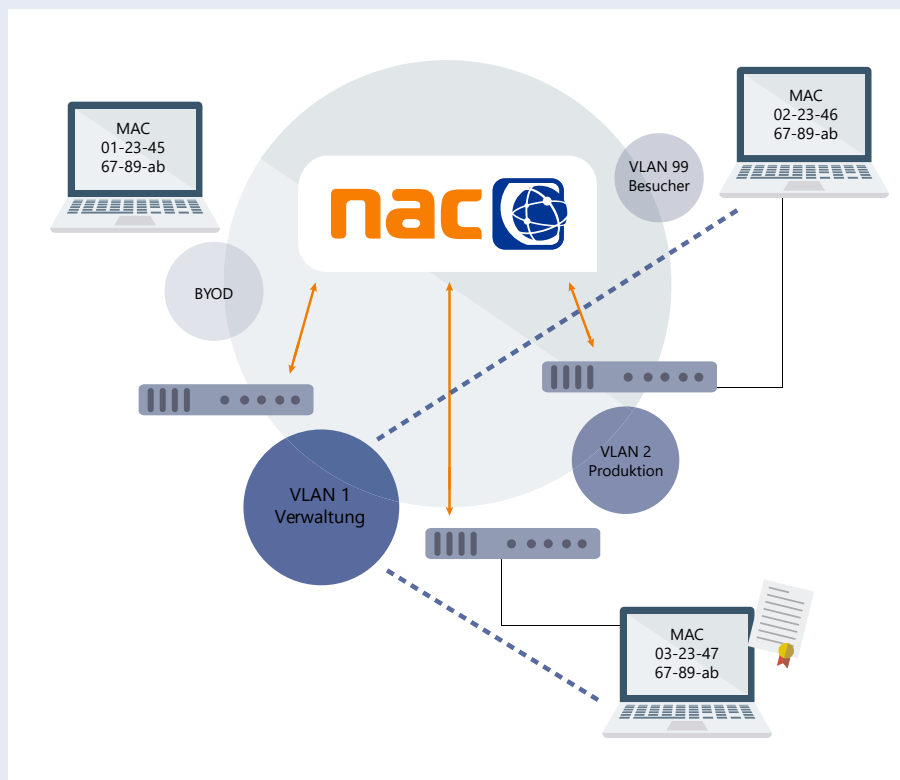 MAC
01-23-45
67-89-ab
MAC
02-23-46
67-89-ab
VLAN 99
Besucher
nac
BYOD
VLAN 2
Produktion
VLAN 1
Verwaltung
MAC
03-23-47
67-89-ab